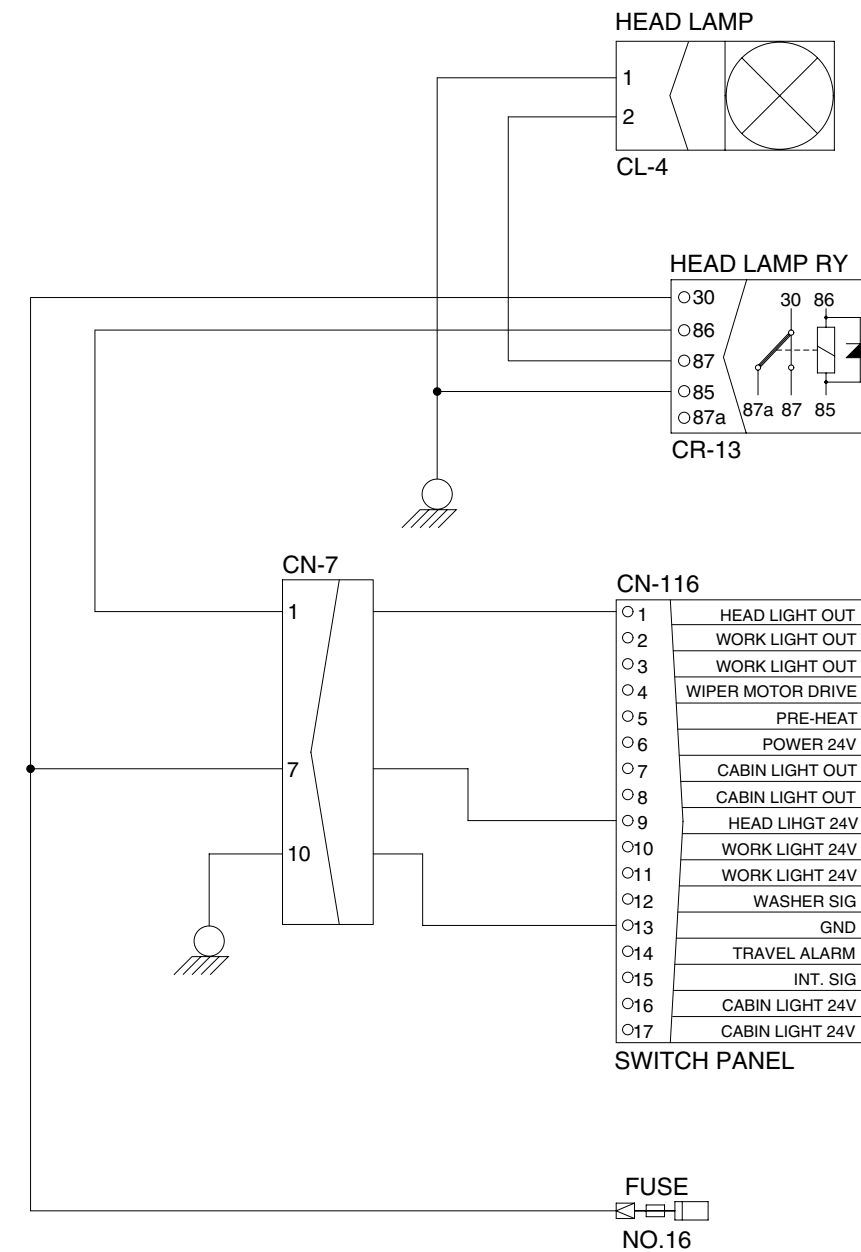 HEAD LAMP
1
2
CL-4
HEAD LAMP RY
30
86
87
85
87a
30 86
87a 87 85
CR-13
CN-7
1
7
10
CN-116
1 HEAD LIGHT OUT
2 WORK LIGHT OUT
3 WORK LIGHT OUT
4 WIPER MOTOR DRIVE
5 PRE-HEAT
6 POWER 24V
7 CABIN LIGHT OUT
8 CABIN LIGHT OUT
9 HEAD LIHGT 24V
10 WORK LIGHT 24V
11 WORK LIGHT 24V
12 WASHER SIG
13 GND
14 TRAVEL ALARM
15 INT. SIG
16 CABIN LIGHT 24V
17 CABIN LIGHT 24V
SWITCH PANEL
FUSE
NO.16